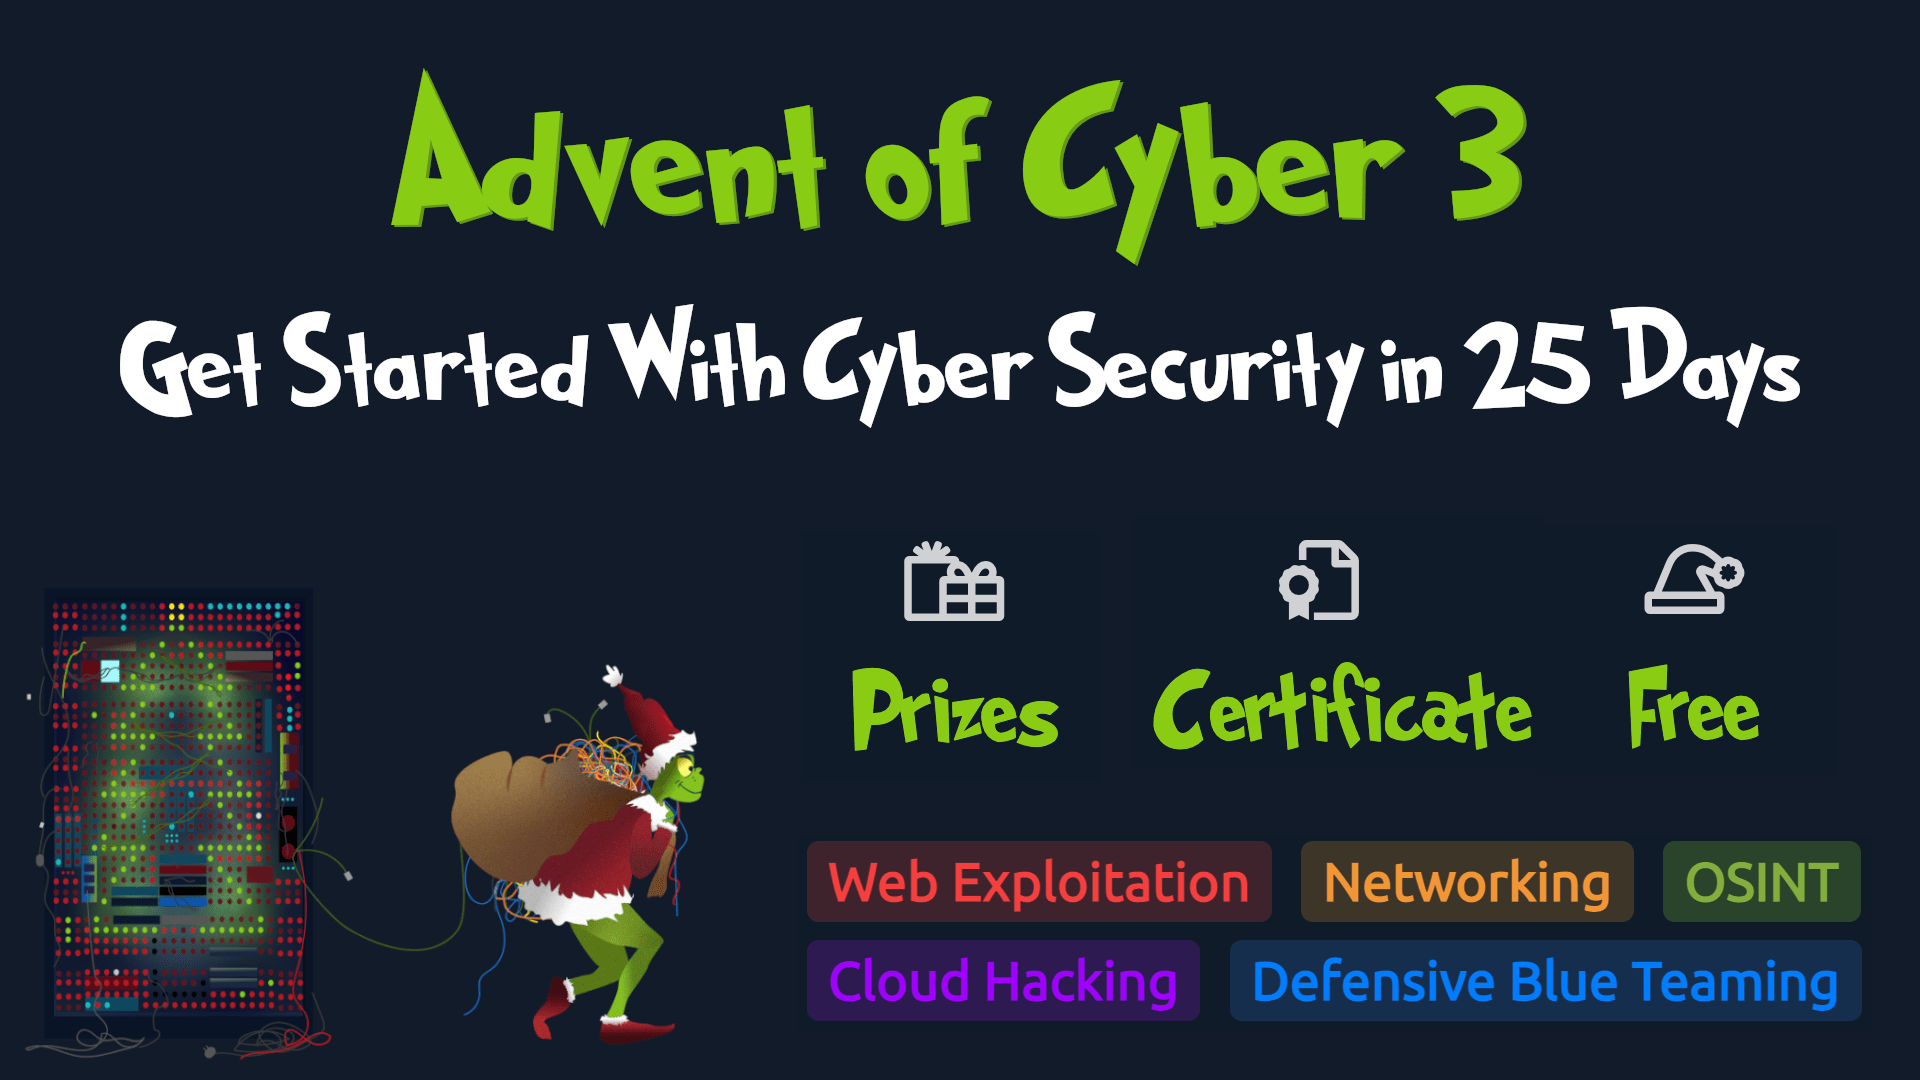 Advent of Cyber 3
Get Started With Cyber Security in 25 Days
Prizes
Certificate
Free
Web Exploitation
Networking
OSINT
Cloud Hacking
Defensive Blue Teaming